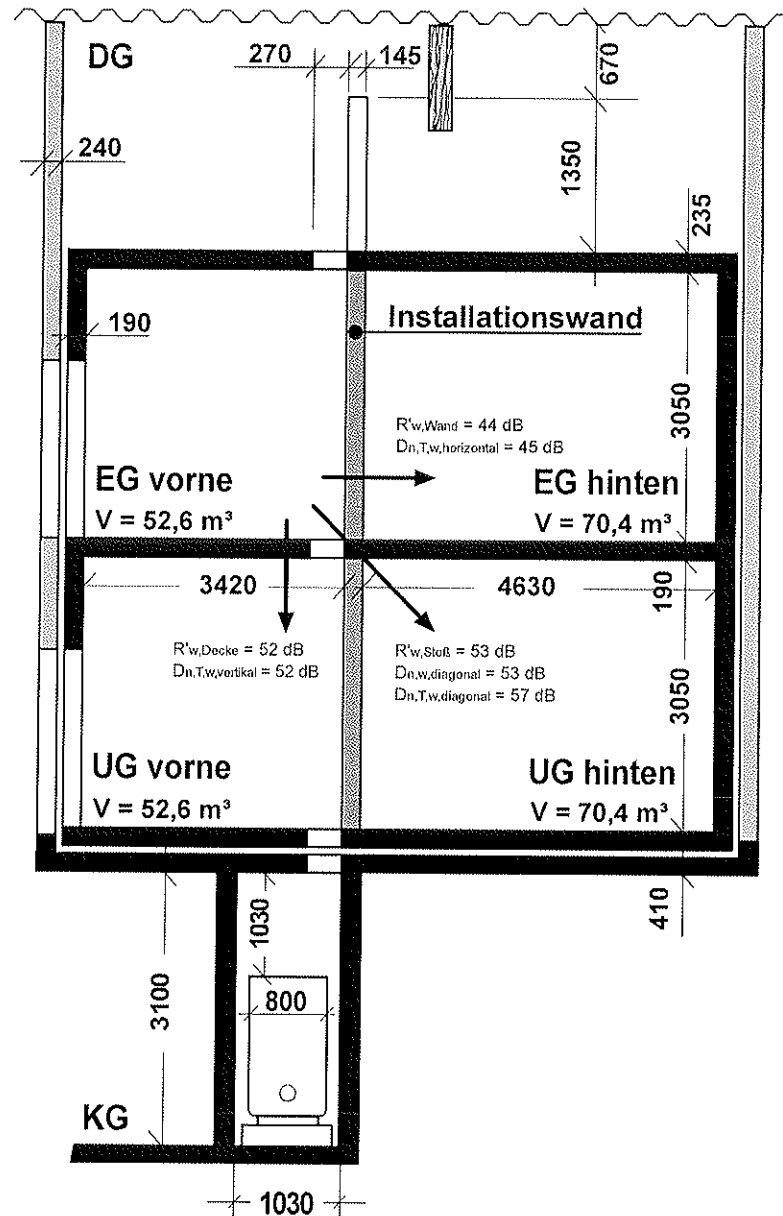 DG
270
145
670
240
1350
235
190
Installationswand
3050
R'w,Wand = 44 dB
Dn,T,w,horizontal = 45 dB
EG vorne
V = 52,6 m³
EG hinten
V = 70,4 m³
3420
4630
190
R'w,Decke = 52 dB
Dn,T,w,vertikal = 52 dB
R'w,Stoß = 53 dB
Dn,w,diagonal = 53 dB
Dn,T,w,diagonal = 57 dB
3050
UG vorne
V = 52,6 m³
UG hinten
V = 70,4 m³
410
1030
3100
800
KG
1030